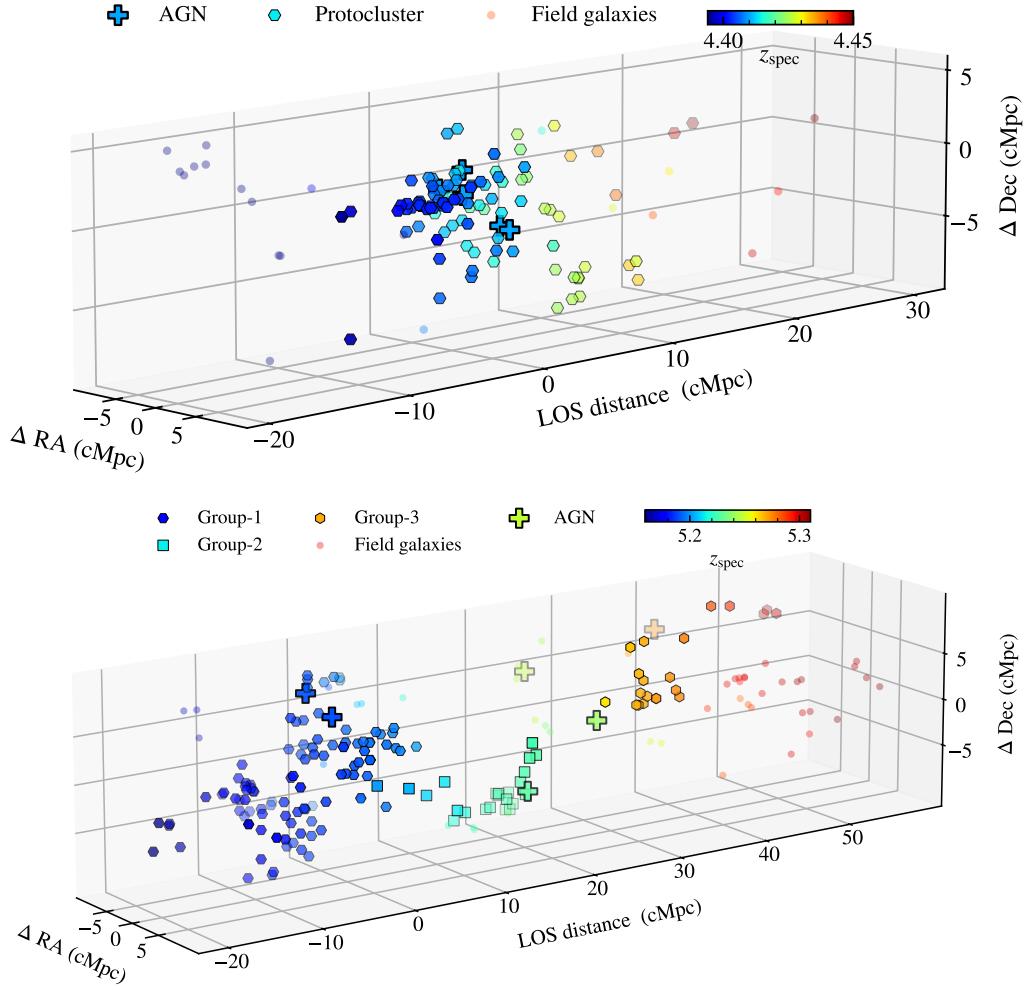 AGN Protocluster Field galaxies
4.40 4.45
z_spec
5
0
−5
Δ Dec (cMpc)
30
20
10
0
−10
−20
LOS distance (cMpc)
−5
0
5
Δ RA (cMpc)
Group-1 Group-3 AGN
Group-2 Field galaxies
5.2 5.3
z_spec
5
0
−5
Δ Dec (cMpc)
50
40
30
20
10
0
−10
−20
LOS distance (cMpc)
−5
0
5
Δ RA (cMpc)